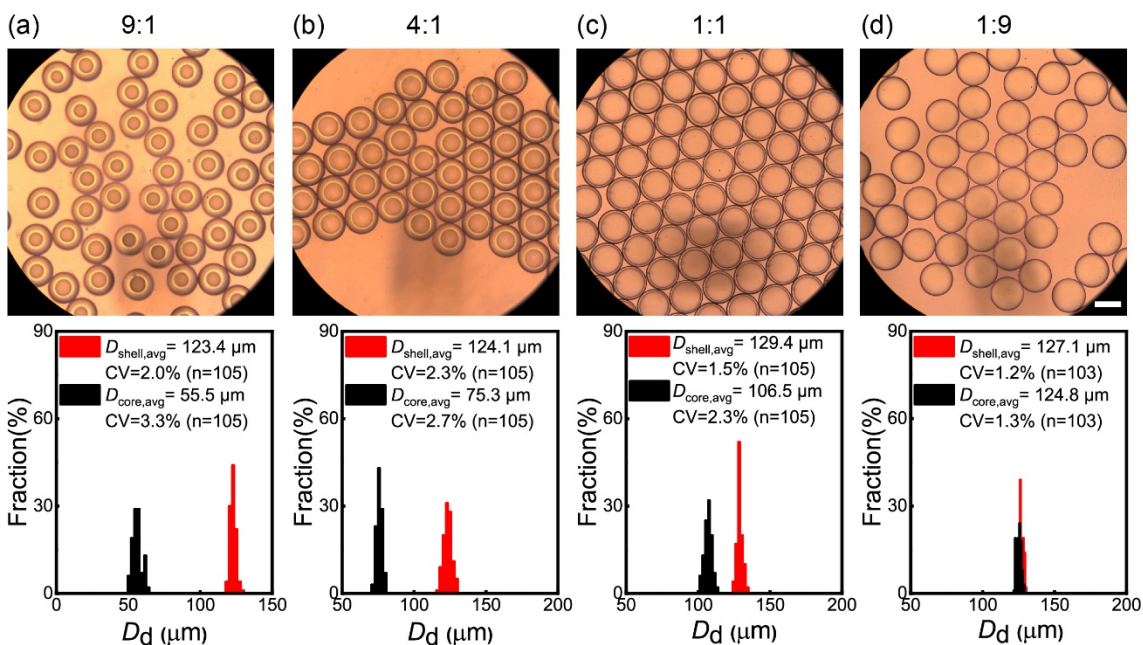 (a) 9:1
(b) 4:1
(c) 1:1
(d) 1:9
90
60
30
0
Fraction(%)
Dshell,avg= 123.4 μm
CV=2.0% (n=105)
Dcore,avg= 55.5 μm
CV=3.3% (n=105)
0 50 100 150
Dd (μm)
90
60
30
0
Fraction(%)
Dshell,avg= 124.1 μm
CV=2.3% (n=105)
Dcore,avg= 75.3 μm
CV=2.7% (n=105)
50 100 150 200
Dd (μm)
90
60
30
0
Fraction(%)
Dshell,avg= 129.4 μm
CV=1.5% (n=105)
Dcore,avg= 106.5 μm
CV=2.3% (n=105)
50 100 150 200
Dd (μm)
90
60
30
0
Fraction(%)
Dshell,avg= 127.1 μm
CV=1.2% (n=103)
Dcore,avg= 124.8 μm
CV=1.3% (n=103)
50 100 150 200
Dd (μm)